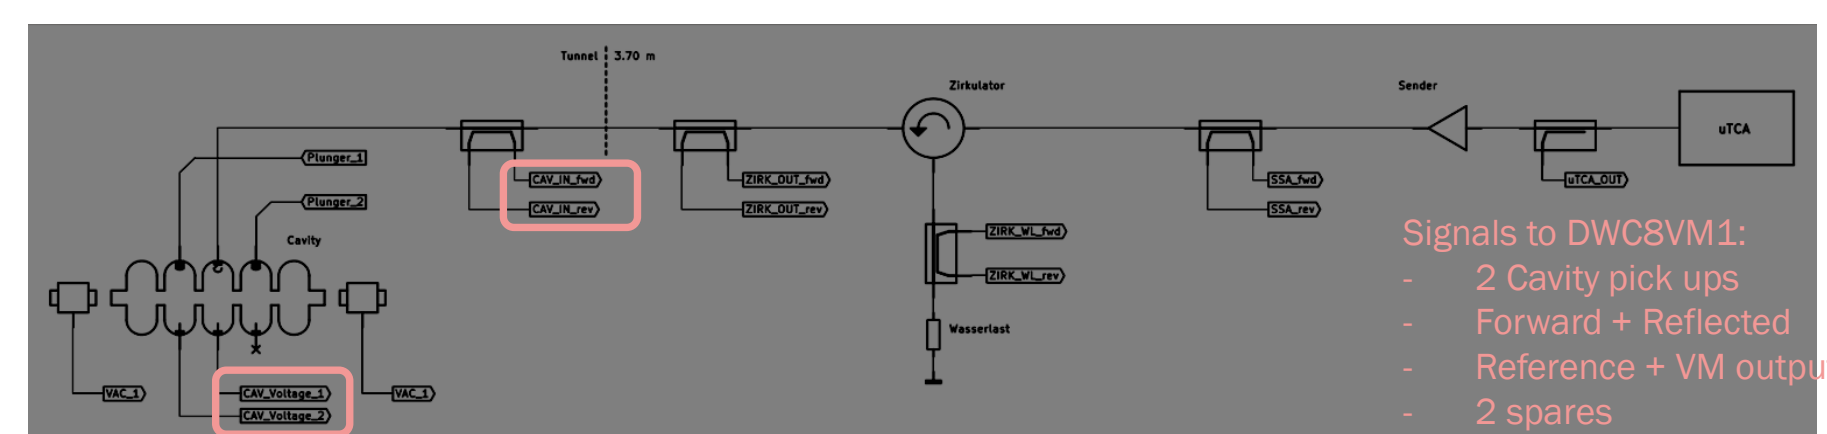 Tunnel 3.70 m
Zirkulator
Sender
uTCA
Plunger_1
Plunger_2
CAV_IN_fwd
CAV_IN_rev
ZIRK_OUT_fwd
ZIRK_OUT_rev
SSA_fwd
SSA_rev
uTCA_OUT
Cavity
ZIRK_WL_fwd
ZIRK_WL_rev
Wasserlast
VAC_1
CAV_Voltage_1
CAV_Voltage_2
VAC_1
Signals to DWC8VM1:
- 2 Cavity pick ups
- Forward + Reflected
- Reference + VM outpu
- 2 spares